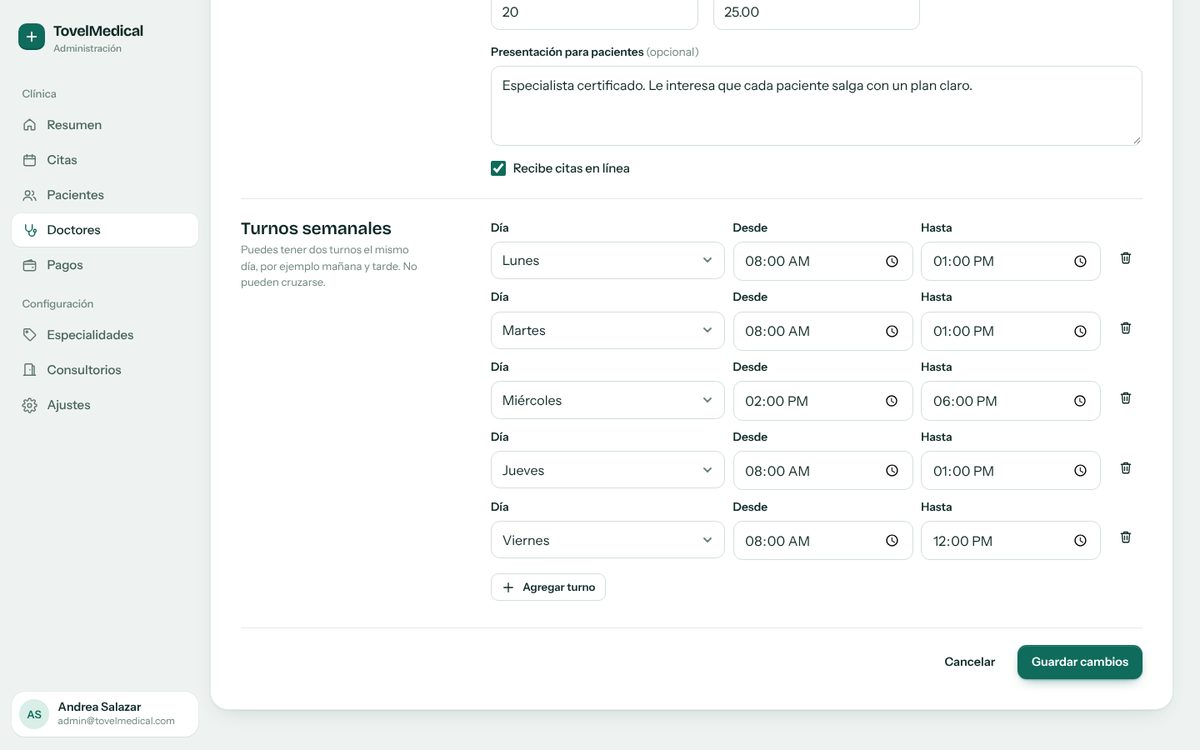 TovelMedical
Administración
Clínica
Resumen
Citas
Pacientes
Doctores
Pagos
Configuración
Especialidades
Consultorios
Ajustes
AS
Andrea Salazar
admin@tovelmedical.com
20 25.00
Presentación para pacientes (opcional)
Especialista certificado. Le interesa que cada paciente salga con un plan claro.
Recibe citas en línea
Turnos semanales
Puedes tener dos turnos el mismo
día, por ejemplo mañana y tarde. No
pueden cruzarse.
Día Desde Hasta
Lunes 08:00 AM 01:00 PM
Día Desde Hasta
Martes 08:00 AM 01:00 PM
Día Desde Hasta
Miércoles 02:00 PM 06:00 PM
Día Desde Hasta
Jueves 08:00 AM 01:00 PM
Día Desde Hasta
Viernes 08:00 AM 12:00 PM
Agregar turno
Cancelar Guardar cambios